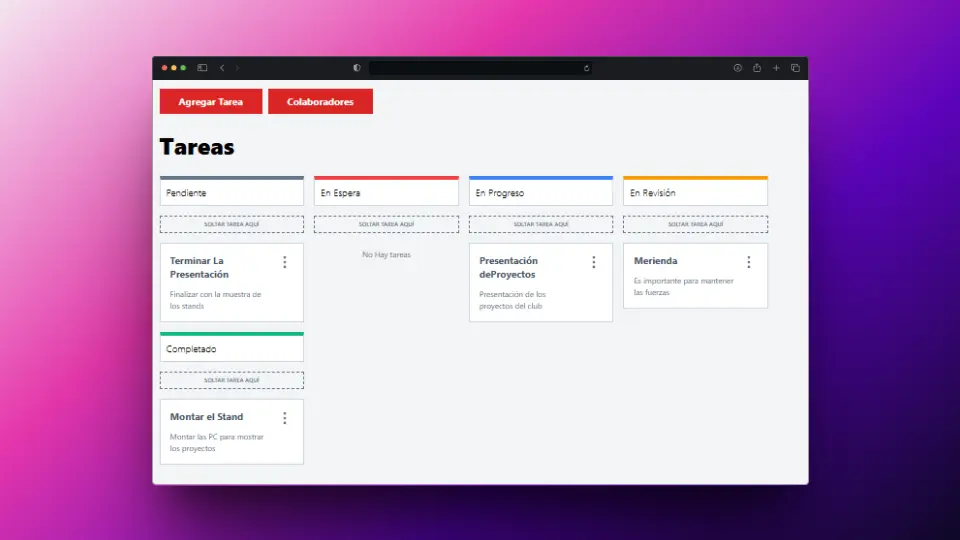 Agregar Tarea
Colaboradores
Tareas
Pendiente
En Espera
En Progreso
En Revisión
SOLTAR TAREA AQUÍ
SOLTAR TAREA AQUÍ
SOLTAR TAREA AQUÍ
SOLTAR TAREA AQUÍ
Terminar La
Presentación
Finalizar con la muestra de
los stands
No Hay tareas
Presentación
deProyectos
Presentación de los
proyectos del club
Merienda
Es importante para mantener
las fuerzas
Completado
SOLTAR TAREA AQUÍ
Montar el Stand
Montar las PC para mostrar
los proyectos